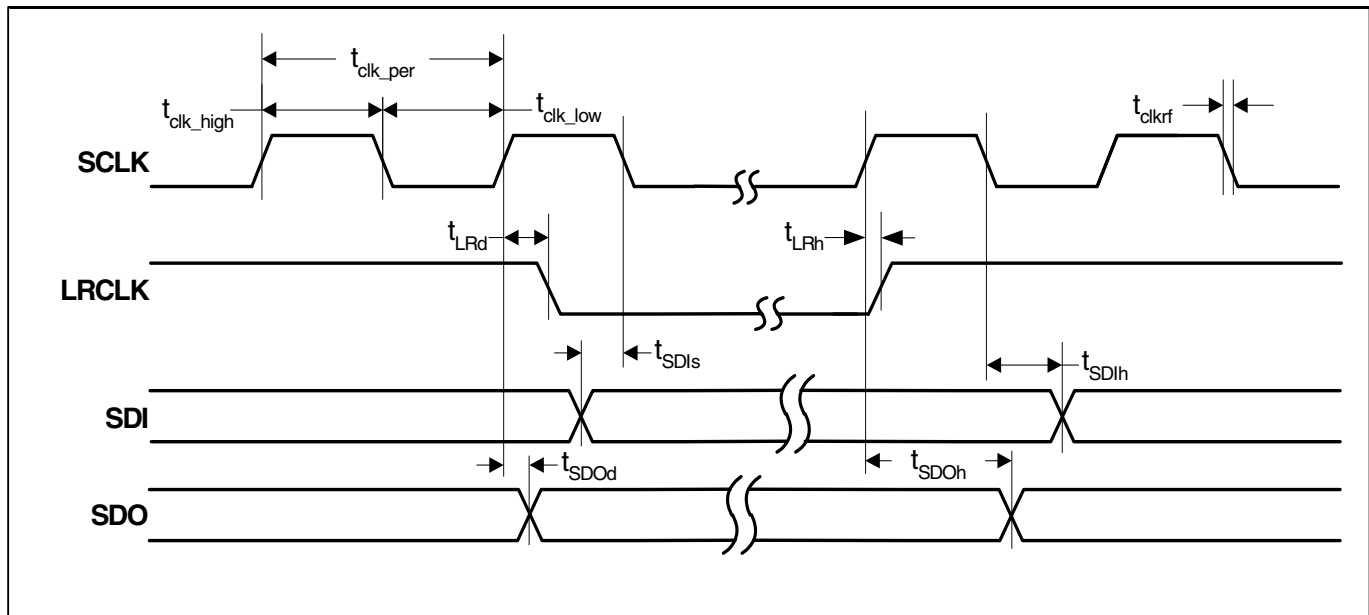 t_clk_per
t_clk_high
t_clk_low
t_clkrf
SCLK
t_LRd
t_LRh
LRCLK
t_SDIs
t_SDIh
SDI
t_SDOd
t_SDOh
SDO